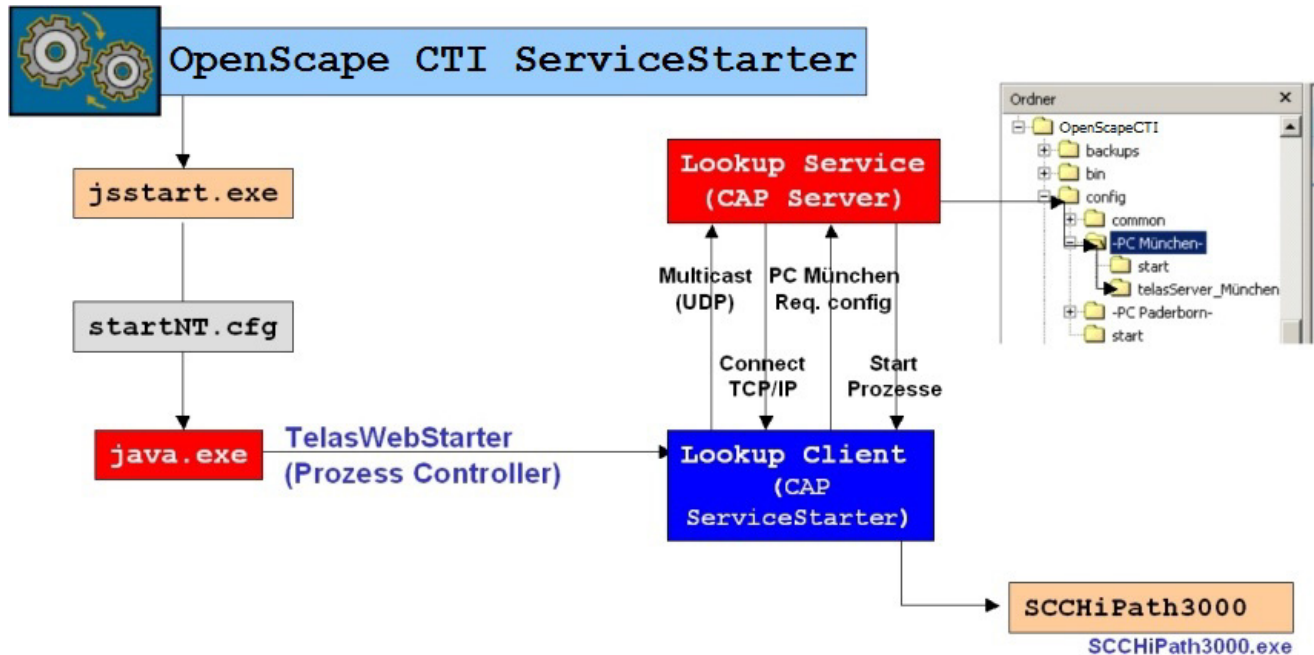 OpenScape CTI ServiceStarter
jsstart.exe
startNT.cfg
java.exe
TelasWebStarter
(Prozess Controller)
Lookup Service
(CAP Server)
Multicast
(UDP)
PC München
Req. config
Connect
TCP/IP
Start
Prozesse
Lookup Client
(CAP
ServiceStarter)
SCCHiPath3000
SCCHiPath3000.exe
Ordner
OpenScapeCTI
backups
bin
config
common
-PC München-
start
telasServer_München
-PC Paderborn-
start